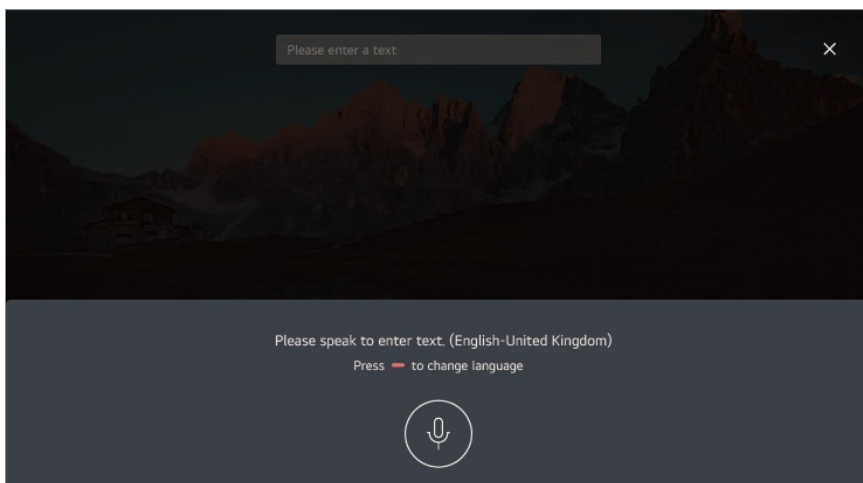 Please enter a text
Please speak to enter text. (English-United Kingdom)
Press to change language